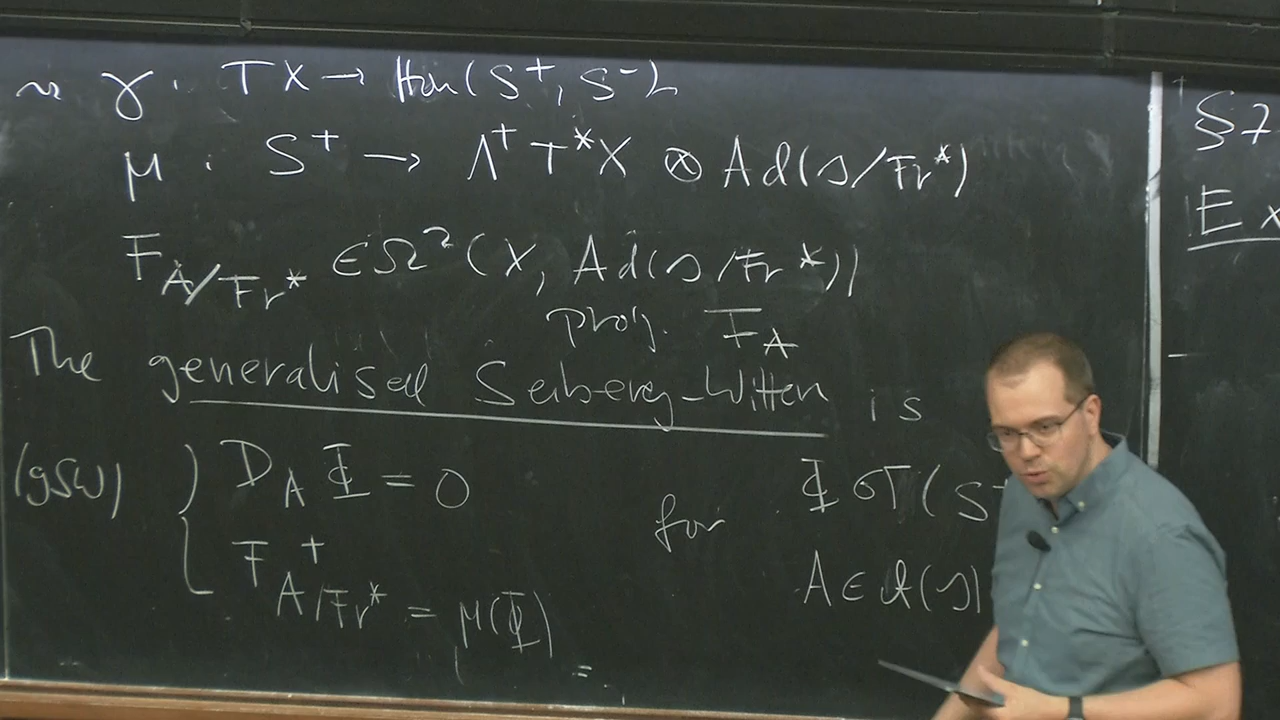 ⇝ γ : TX → Hom(S⁺, S⁻)
μ : S⁺ → Λ⁺ T*X ⊗ Ad(s/Fr*)
F_{A/Fr*} ∈ Ω²(X, Ad(s/Fr*))
proj. F_A
The generalised Seiberg-Witten is
(gSW) { D_A Φ = 0
F⁺_{A/Fr*} = μ(Φ)
for Φ ∈ Γ(S⁺
A ∈ 𝒜(s)
§7
Ex